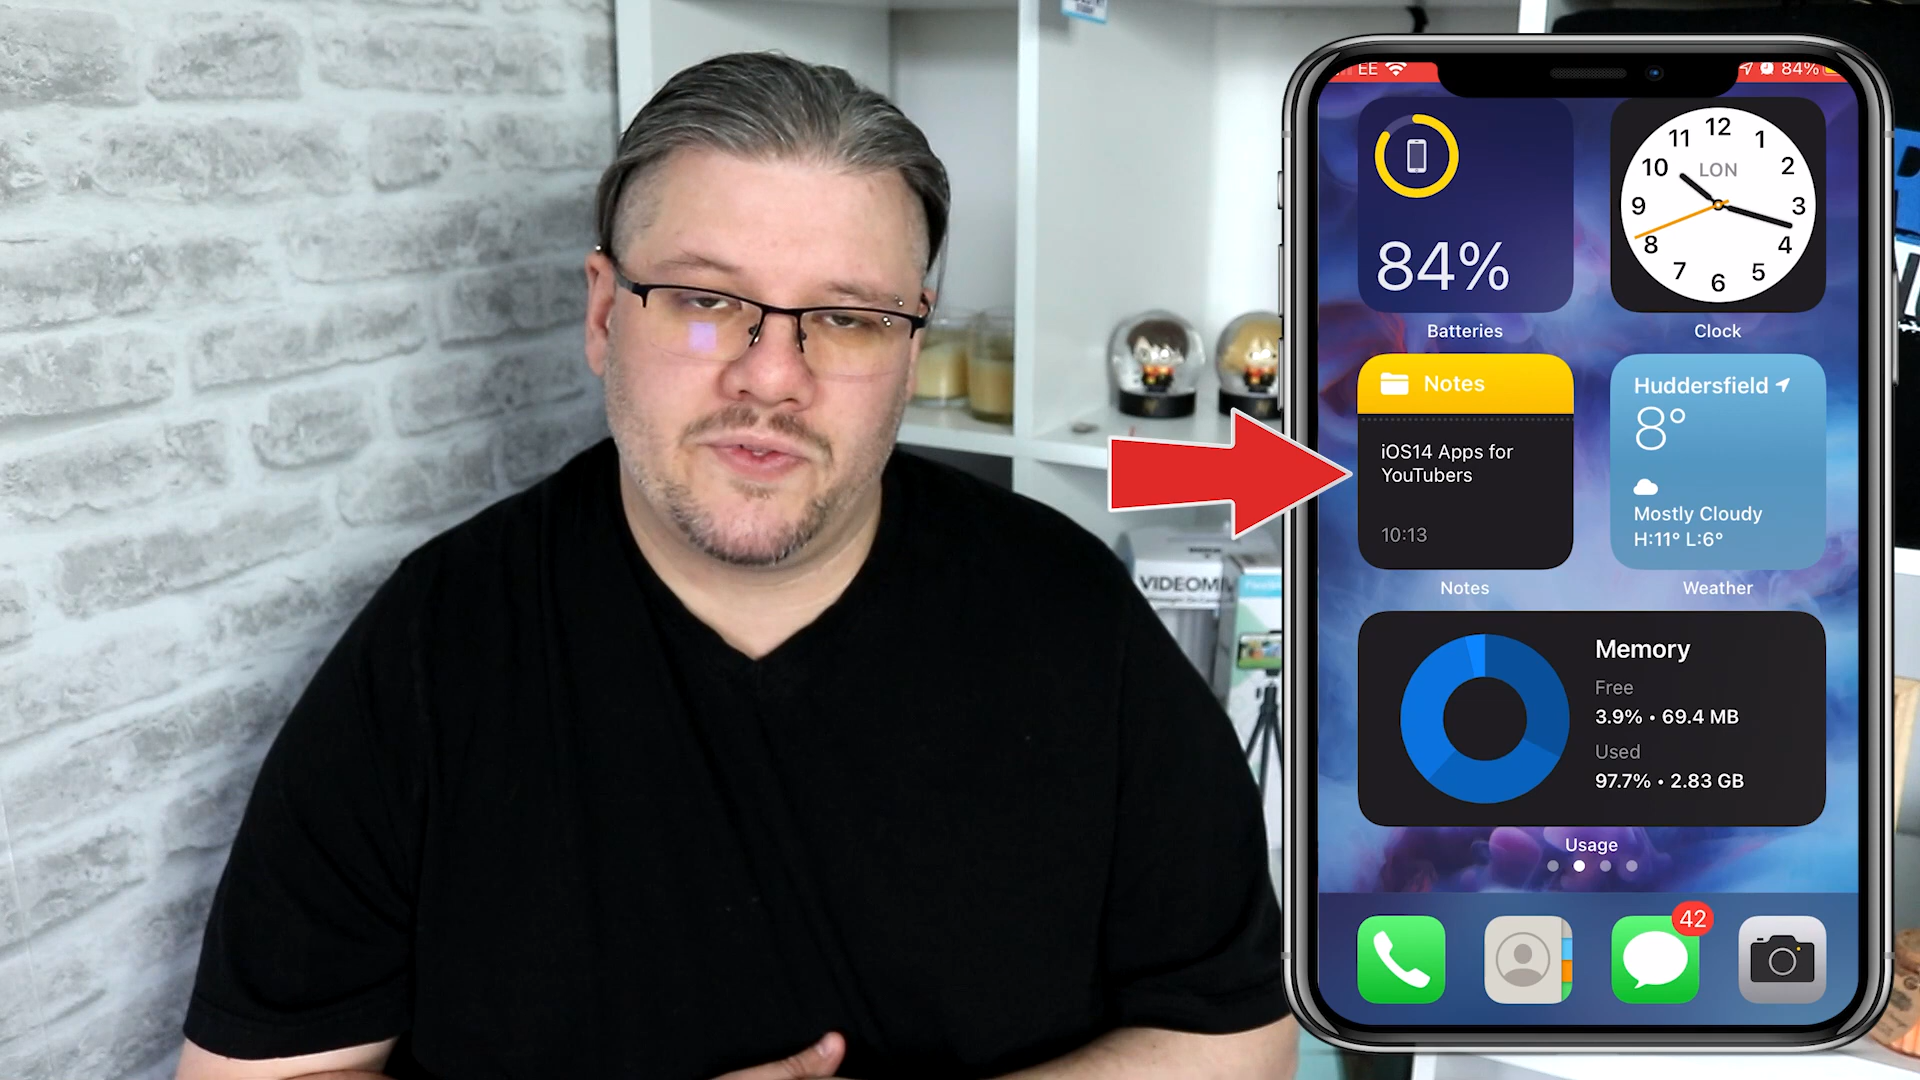 EE
84%
84%
Batteries
12
11
1
10
LON
2
9
3
8
4
7
5
6
Clock
Notes
iOS14 Apps for
YouTubers
10:13
Notes
Huddersfield
8°
Mostly Cloudy
H:11° L:6°
Weather
Memory
Free
3.9% • 69.4 MB
Used
97.7% • 2.83 GB
Usage
42